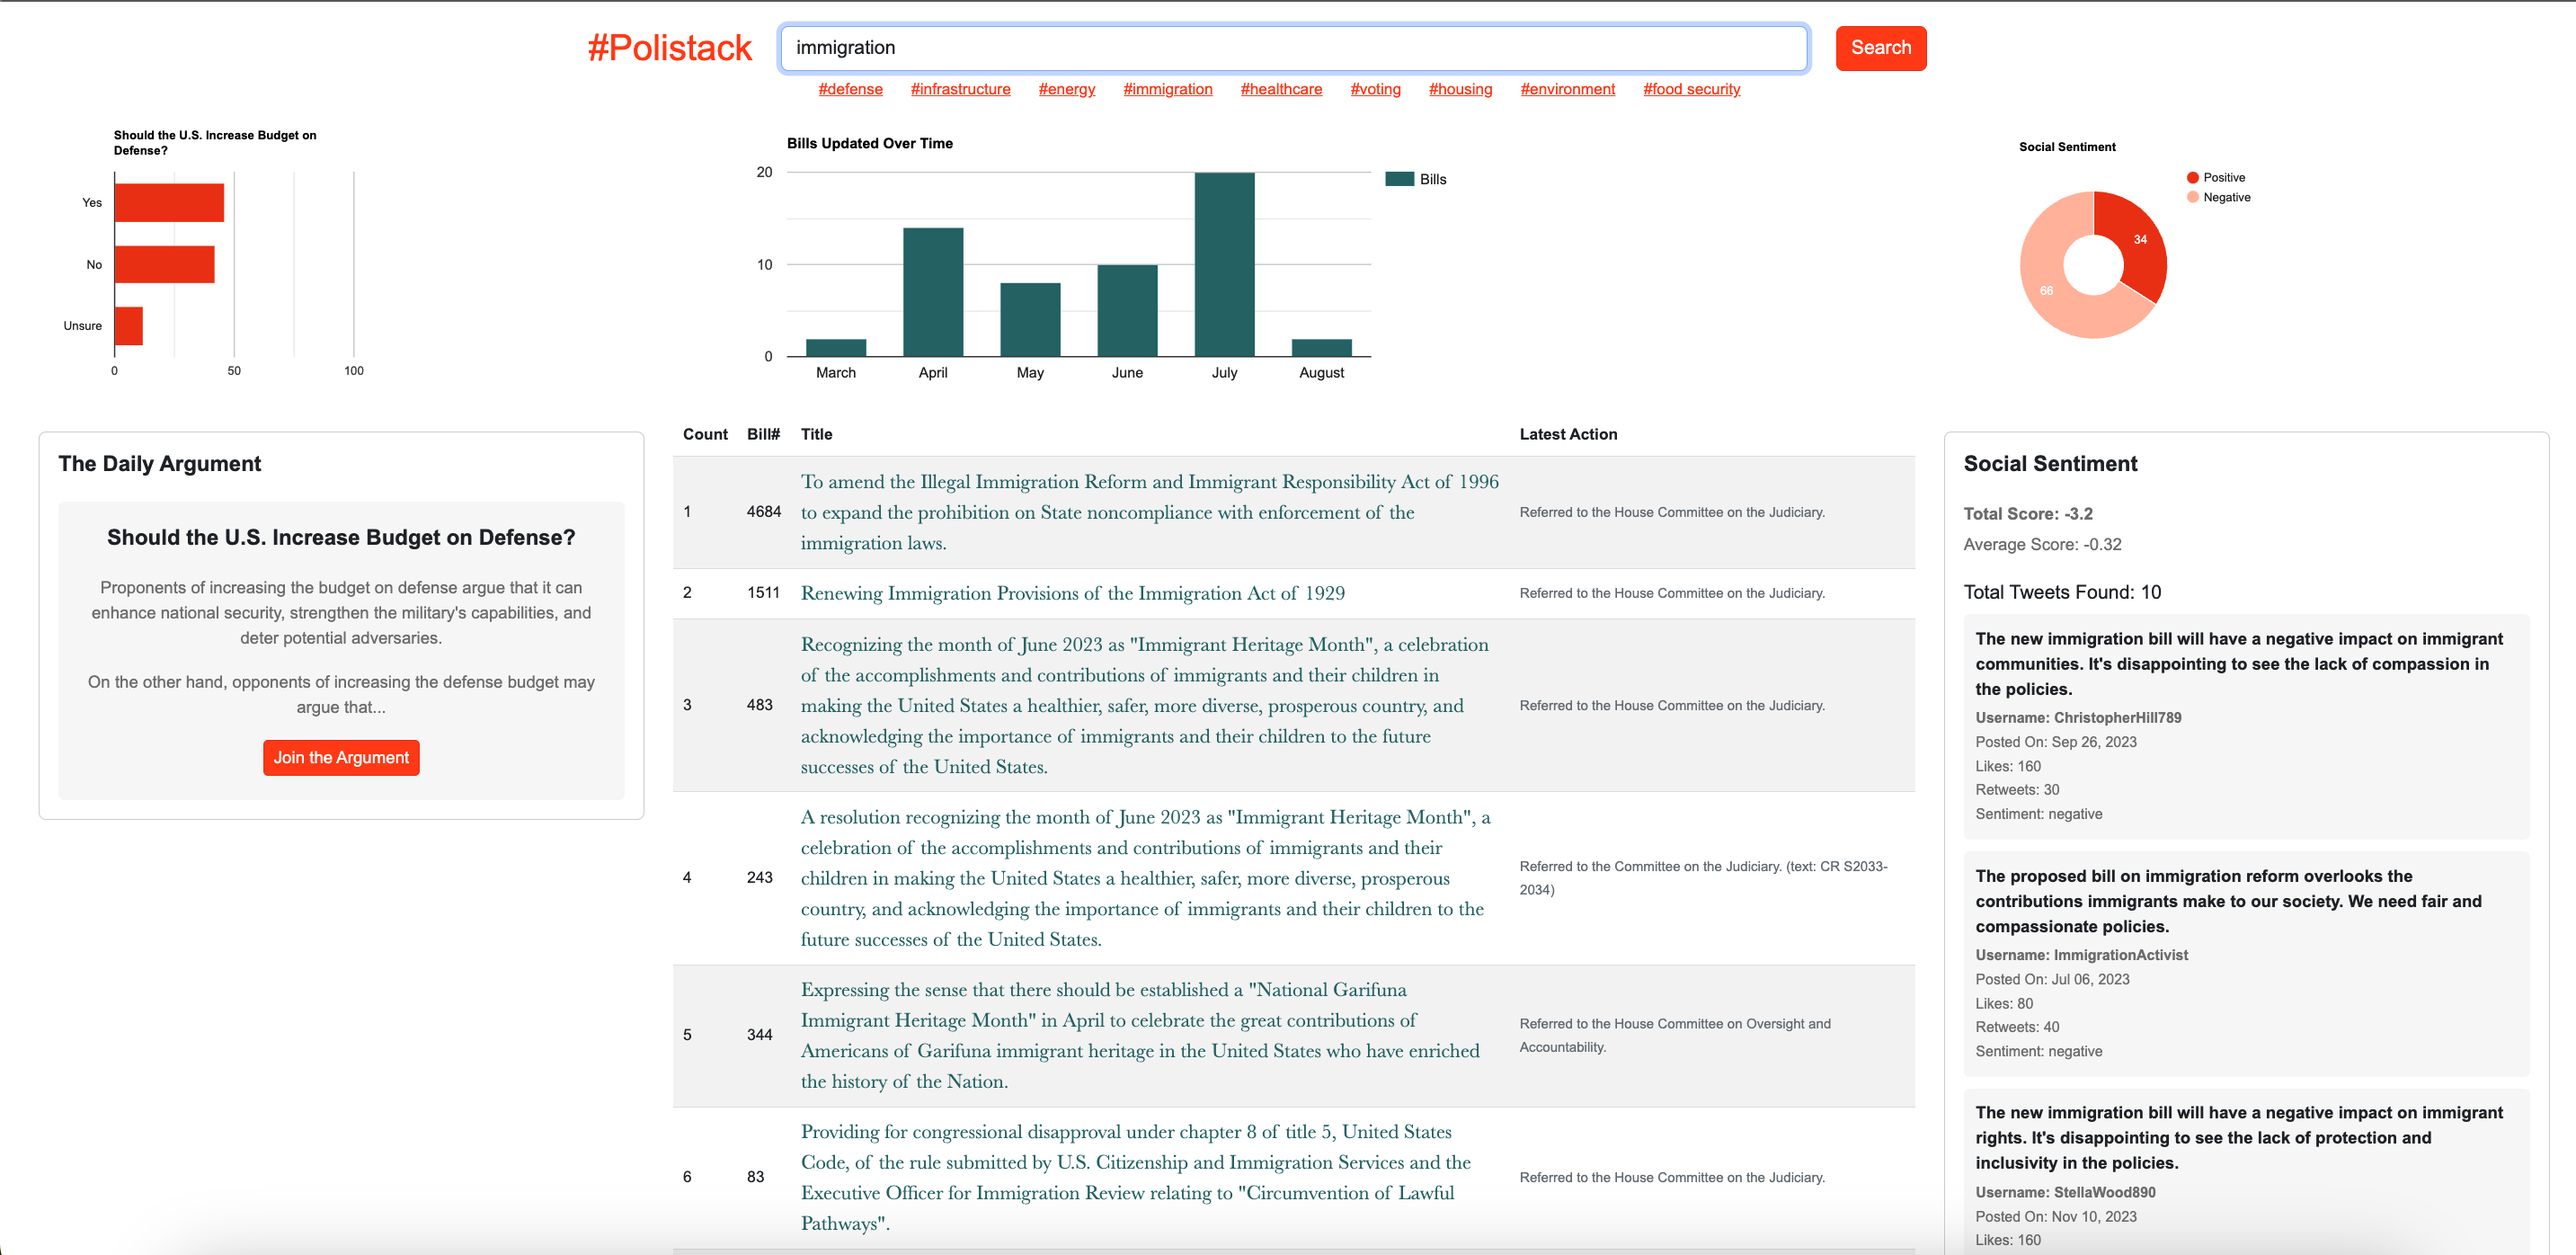 #Polistack
immigration
Search
#defense #infrastructure #energy #immigration #healthcare #voting #housing #environment #food security
Should the U.S. Increase Budget on
Defense?
Yes
No
Unsure
0 50 100
Bills Updated Over Time
20
10
0
Bills
March April May June July August
Social Sentiment
Positive
Negative
34
66
The Daily Argument
Should the U.S. Increase Budget on Defense?
Proponents of increasing the budget on defense argue that it can
enhance national security, strengthen the military's capabilities, and
deter potential adversaries.
On the other hand, opponents of increasing the defense budget may
argue that...
Join the Argument
Count Bill# Title Latest Action
1 4684 To amend the Illegal Immigration Reform and Immigrant Responsibility Act of 1996
to expand the prohibition on State noncompliance with enforcement of the
immigration laws.
Referred to the House Committee on the Judiciary.
2 1511 Renewing Immigration Provisions of the Immigration Act of 1929
Referred to the House Committee on the Judiciary.
3 483 Recognizing the month of June 2023 as "Immigrant Heritage Month", a celebration
of the accomplishments and contributions of immigrants and their children in
making the United States a healthier, safer, more diverse, prosperous country, and
acknowledging the importance of immigrants and their children to the future
successes of the United States.
Referred to the House Committee on the Judiciary.
4 243 A resolution recognizing the month of June 2023 as "Immigrant Heritage Month", a
celebration of the accomplishments and contributions of immigrants and their
children in making the United States a healthier, safer, more diverse, prosperous
country, and acknowledging the importance of immigrants and their children to the
future successes of the United States.
Referred to the Committee on the Judiciary. (text: CR S2033-
2034)
5 344 Expressing the sense that there should be established a "National Garifuna
Immigrant Heritage Month" in April to celebrate the great contributions of
Americans of Garifuna immigrant heritage in the United States who have enriched
the history of the Nation.
Referred to the House Committee on Oversight and
Accountability.
6 83 Providing for congressional disapproval under chapter 8 of title 5, United States
Code, of the rule submitted by U.S. Citizenship and Immigration Services and the
Executive Officer for Immigration Review relating to "Circumvention of Lawful
Pathways".
Referred to the House Committee on the Judiciary.
Social Sentiment
Total Score: -3.2
Average Score: -0.32
Total Tweets Found: 10
The new immigration bill will have a negative impact on immigrant
communities. It's disappointing to see the lack of compassion in
the policies.
Username: ChristopherHill789
Posted On: Sep 26, 2023
Likes: 160
Retweets: 30
Sentiment: negative
The proposed bill on immigration reform overlooks the
contributions immigrants make to our society. We need fair and
compassionate policies.
Username: ImmigrationActivist
Posted On: Jul 06, 2023
Likes: 80
Retweets: 40
Sentiment: negative
The new immigration bill will have a negative impact on immigrant
rights. It's disappointing to see the lack of protection and
inclusivity in the policies.
Username: StellaWood890
Posted On: Nov 10, 2023
Likes: 160